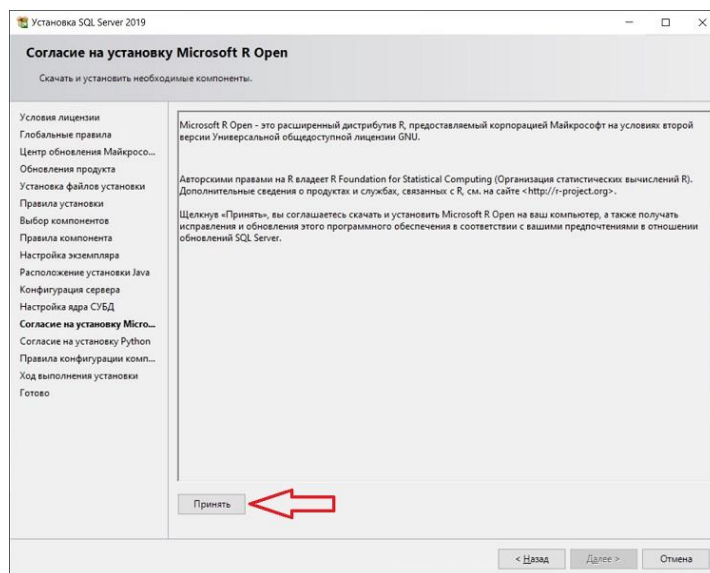 Установка SQL Server 2019
Согласие на установку Microsoft R Open
Скачать и установить необходимые компоненты.
Условия лицензии
Глобальные правила
Центр обновления Майкросо...
Обновления продукта
Установка файлов установки
Правила установки
Выбор компонентов
Правила компонента
Настройка экземпляра
Расположение установки Java
Конфигурация сервера
Настройка ядра СУБД
Согласие на установку Micro...
Согласие на установку Python
Правила конфигурации комп...
Ход выполнения установки
Готово
Microsoft R Open - это расширенный дистрибутив R, предоставляемый корпорацией Майкрософт на условиях второй
версии Универсальной общедоступной лицензии GNU.
Авторскими правами на R владеет R Foundation for Statistical Computing (Организация статистических вычислений R).
Дополнительные сведения о продуктах и службах, связанных с R, см. на сайте <http://r-project.org>.
Щелкнув «Принять», вы соглашаетесь скачать и установить Microsoft R Open на ваш компьютер, а также получать
исправления и обновления этого программного обеспечения в соответствии с вашими предпочтениями в отношении
обновлений SQL Server.
Принять
< Назад
Далее >
Отмена